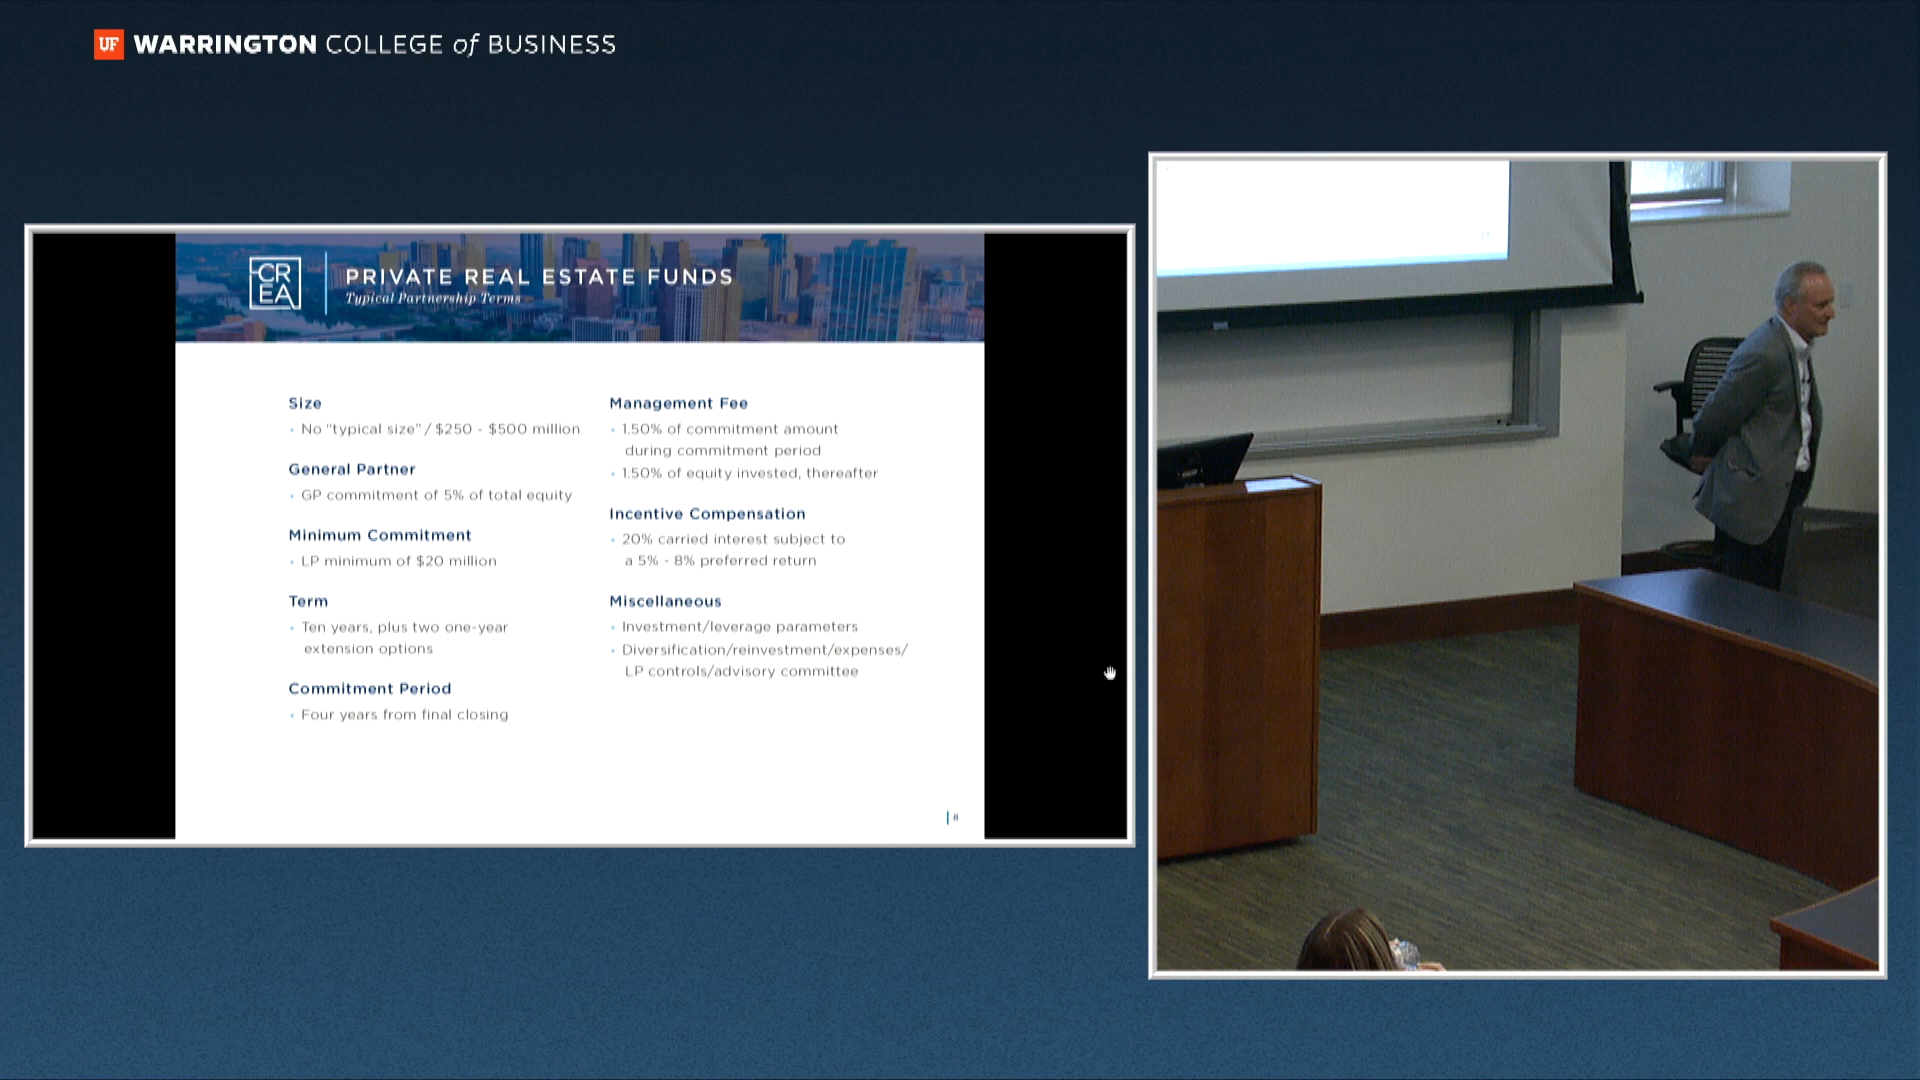 UF WARRINGTON COLLEGE of BUSINESS
CR
EA
PRIVATE REAL ESTATE FUNDS
Typical Partnership Terms
Size
• No "typical size" / $250 - $500 million
General Partner
• GP commitment of 5% of total equity
Minimum Commitment
• LP minimum of $20 million
Term
• Ten years, plus two one-year
extension options
Commitment Period
• Four years from final closing
Management Fee
• 1.50% of commitment amount
during commitment period
• 1.50% of equity invested, thereafter
Incentive Compensation
• 20% carried interest subject to
a 5% - 8% preferred return
Miscellaneous
• Investment/leverage parameters
• Diversification/reinvestment/expenses/
LP controls/advisory committee
8